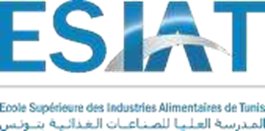 ESIAT
Ecole Supérieure des Industries Alimentaires de Tunis
المدرسة العليا للصناعات الغذائية بتونس